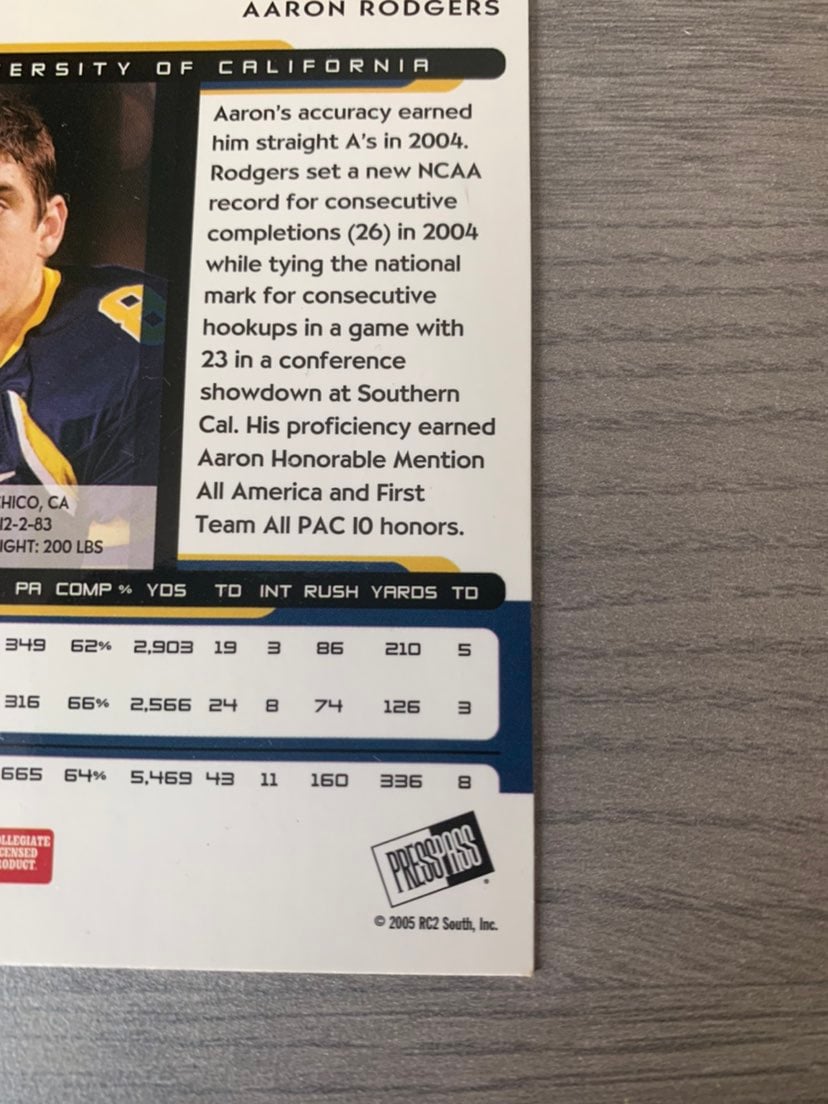 AARON RODGERS
ERSITY OF CALIFORNIA
Aaron's accuracy earned
him straight A's in 2004.
Rodgers set a new NCAA
record for consecutive
completions (26) in 2004
while tying the national
mark for consecutive
hookups in a game with
23 in a conference
showdown at Southern
Cal. His proficiency earned
Aaron Honorable Mention
All America and First
Team All PAC 10 honors.
8
HICO, CA
12-2-83
IGHT: 200 LBS
PA COMP % YDS TD INT RUSH YARDS TD
349 62% 2,903 19 3 86 210 5
316 66% 2,566 24 8 74 126 3
665 64% 5,469 43 11 160 336 8
OLLEGIATE
CENSED
RODUCT.
PRESSPASS
© 2005 RC2 South, Inc.